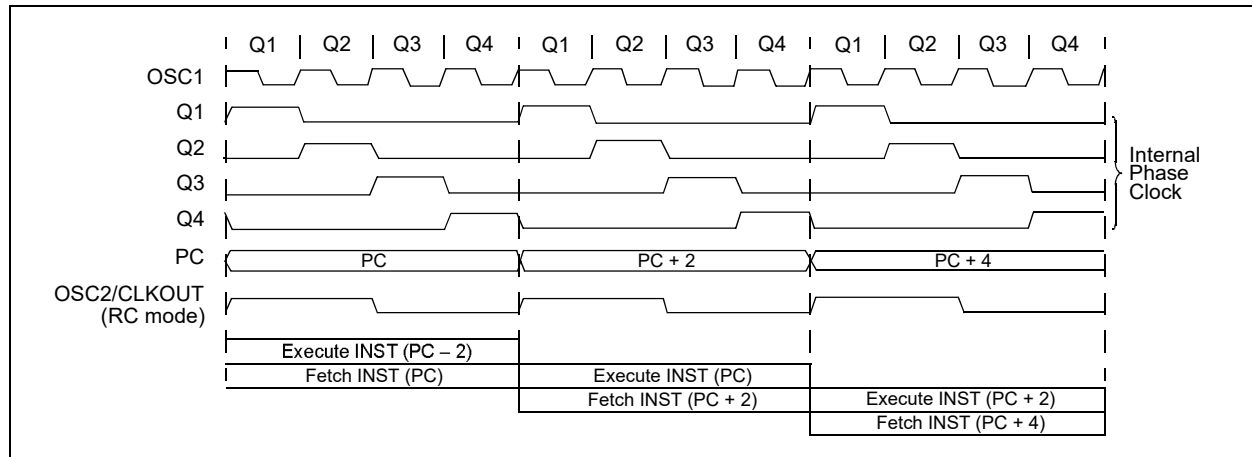 Q1 Q2 Q3 Q4 Q1 Q2 Q3 Q4 Q1 Q2 Q3 Q4
OSC1
Q1
Q2
Q3
Q4
Internal
Phase
Clock
PC PC PC + 2 PC + 4
OSC2/CLKOUT
(RC mode)
Execute INST (PC – 2)
Fetch INST (PC) Execute INST (PC)
Fetch INST (PC + 2) Execute INST (PC + 2)
Fetch INST (PC + 4)